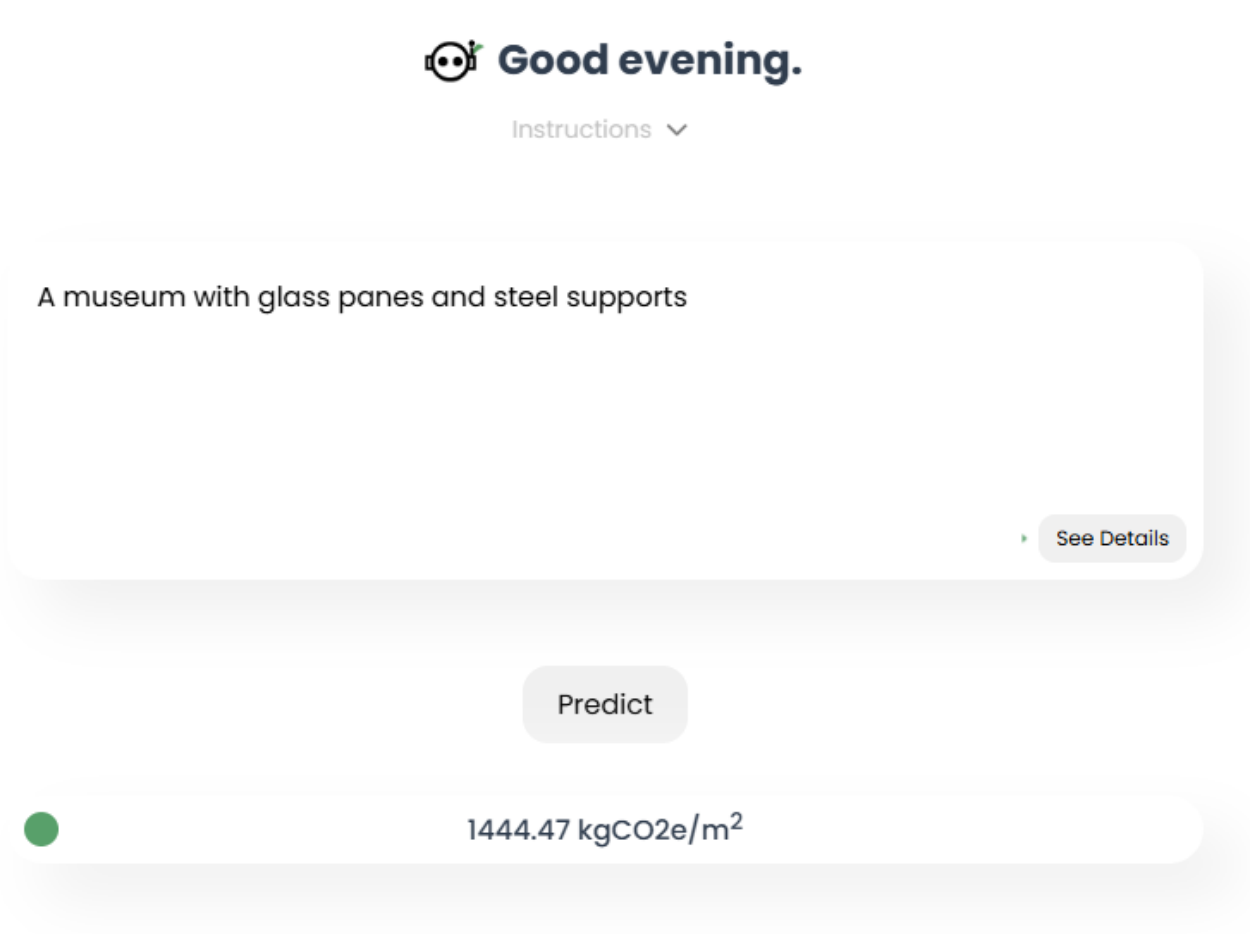 Good evening.
Instructions
A museum with glass panes and steel supports
See Details
Predict
1444.47 kgCO2e/m²